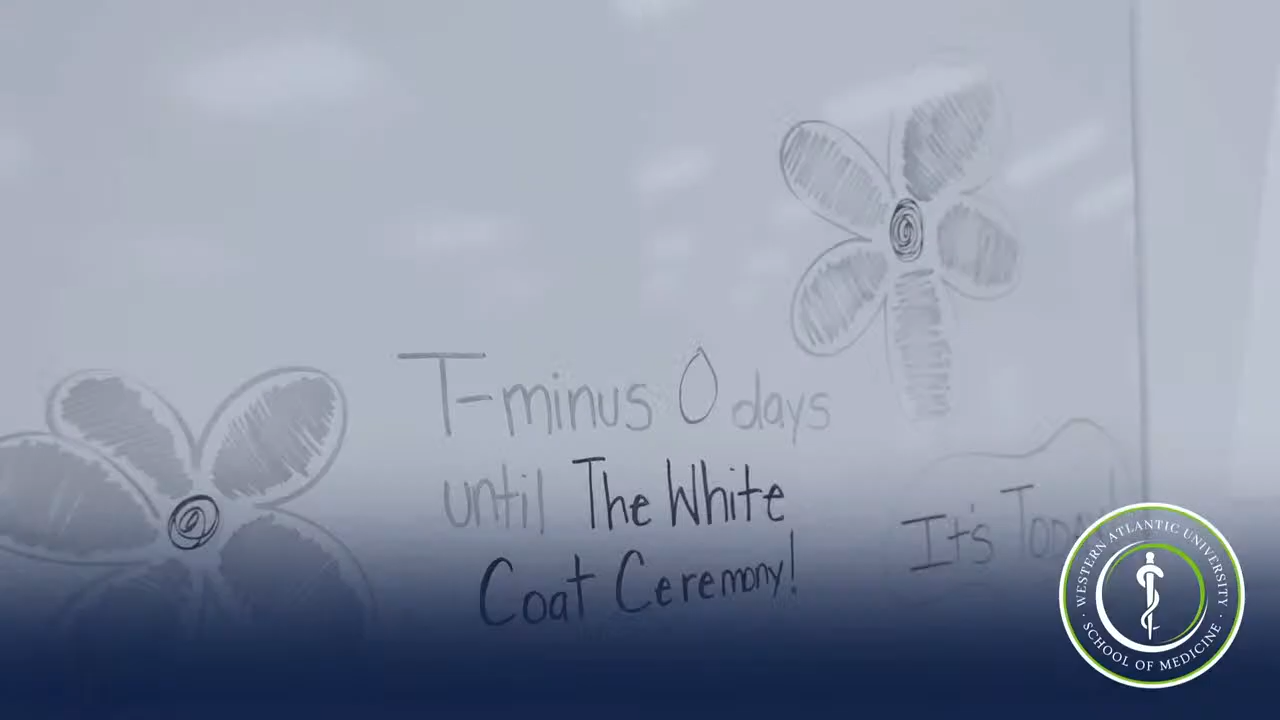 T-minus 0 days
until The White
Coat Ceremony!
It's
WESTERN ATLANTIC UNIVERSITY
SCHOOL OF MEDICINE